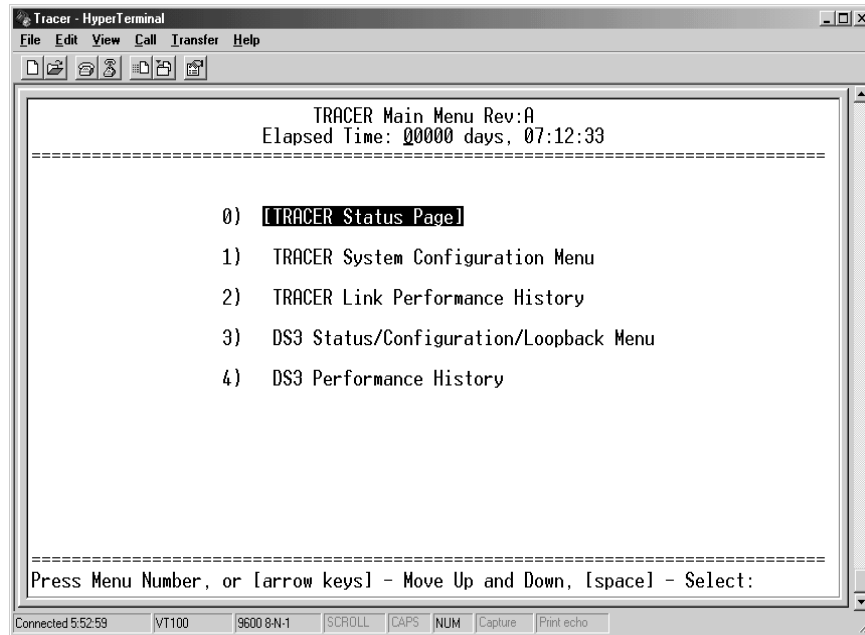 Tracer - HyperTerminal
File Edit View Call Transfer Help
TRACER Main Menu Rev:A
Elapsed Time: 00000 days, 07:12:33
==============================================================================
0) [TRACER Status Page]
1) TRACER System Configuration Menu
2) TRACER Link Performance History
3) DS3 Status/Configuration/Loopback Menu
4) DS3 Performance History
==============================================================================
Press Menu Number, or [arrow keys] - Move Up and Down, [space] - Select:
Connected 5:52:59 VT100 9600 8-N-1 SCROLL CAPS NUM Capture Print echo